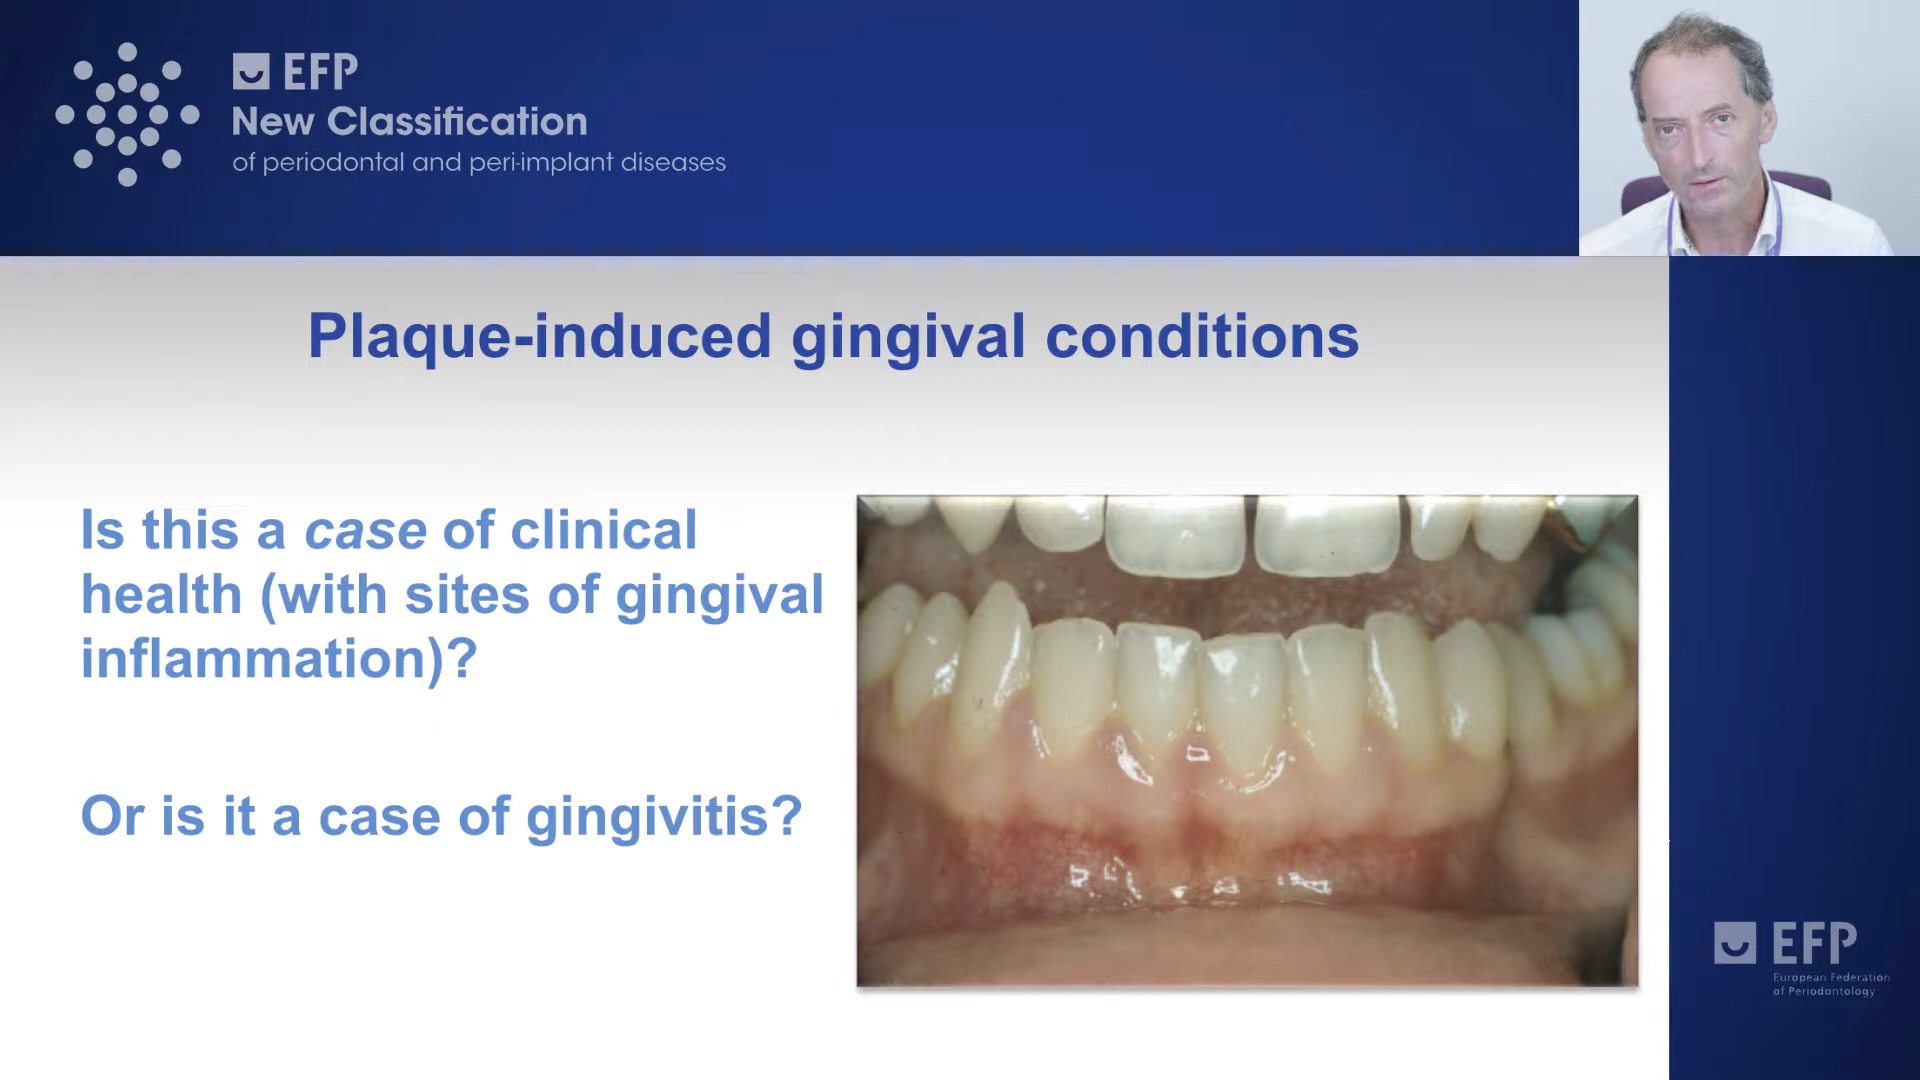 EFP
New Classification
of periodontal and peri-implant diseases
Plaque-induced gingival conditions
Is this a case of clinical
health (with sites of gingival
inflammation)?
Or is it a case of gingivitis?
EFP
European Federation
of Periodontology